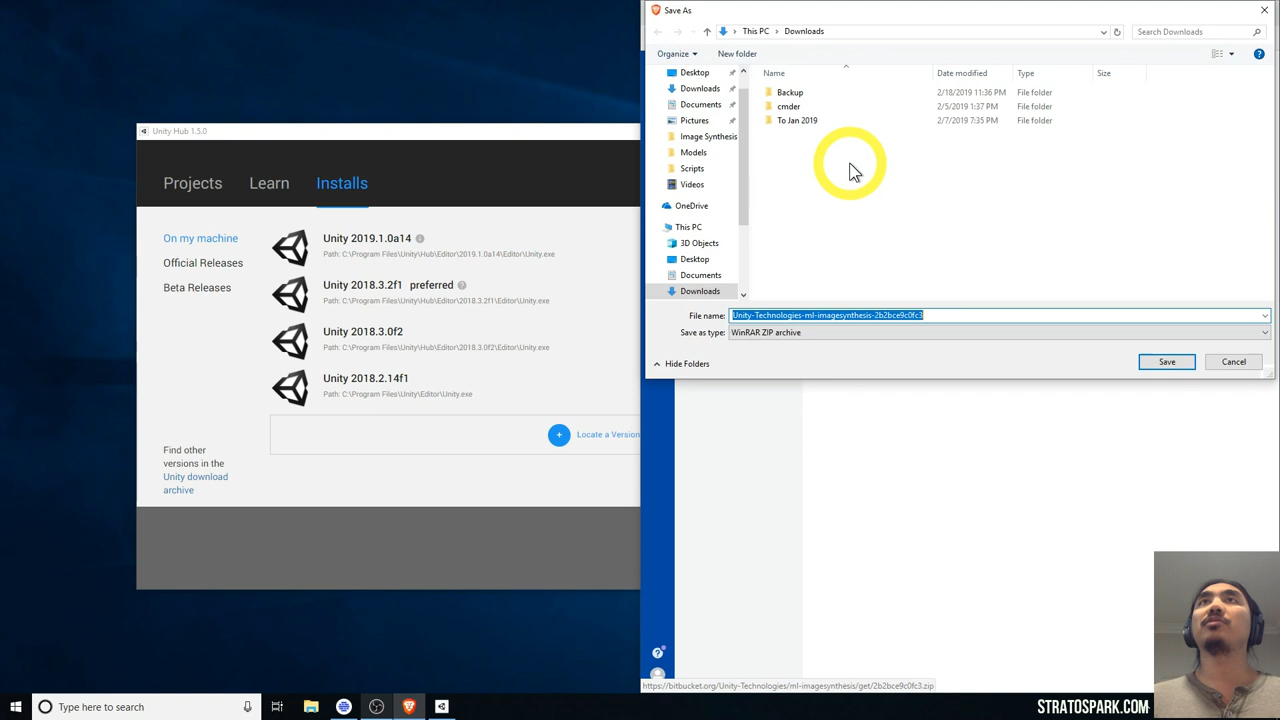 Save As
This PC
Downloads
Search Downloads
Organize
New folder
Name
Date modified
Type
Size
Desktop
Downloads
Documents
Pictures
Image Synthesis
Models
Scripts
Videos
OneDrive
This PC
3D Objects
Desktop
Documents
Downloads
Backup 2/18/2019 11:36 PM File folder
cmder 2/5/2019 1:37 PM File folder
To Jan 2019 2/7/2019 7:35 PM File folder
File name: Unity-Technologies-ml-imagesynthesis-2b2bce9c0fc3
Save as type: WinRAR ZIP archive
Hide Folders
Save
Cancel
Unity Hub 1.5.0
Projects
Learn
Installs
On my machine
Official Releases
Beta Releases
Unity 2019.1.0a14
Path: C:\Program Files\Unity\Hub\Editor\2019.1.0a14\Editor\Unity.exe
Unity 2018.3.2f1 preferred
Path: C:\Program Files\Unity\Hub\Editor\2018.3.2f1\Editor\Unity.exe
Unity 2018.3.0f2
Path: C:\Program Files\Unity\Hub\Editor\2018.3.0f2\Editor\Unity.exe
Unity 2018.2.14f1
Path: C:\Program Files\Unity\Editor\Unity.exe
Locate a Version
Find other
versions in the
Unity download
archive
https://bitbucket.org/Unity-Technologies/ml-imagesynthesis/get/2b2bce9c0fc3.zip
Type here to search
STRATOSPARK.COM